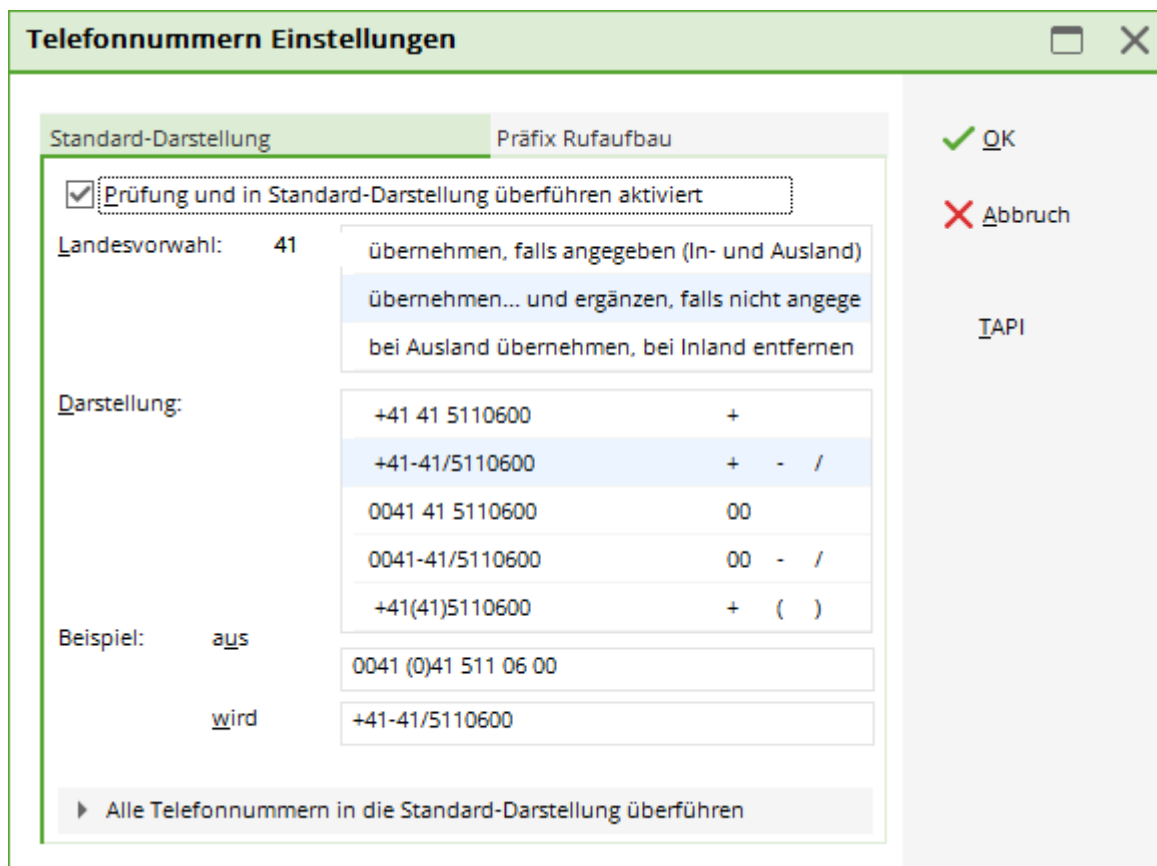 Telefonnummern Einstellungen
Standard-Darstellung Präfix Rufaufbau
Prüfung und in Standard-Darstellung überführen aktiviert
Landesvorwahl: 41
übernehmen, falls angegeben (In- und Ausland)
übernehmen... und ergänzen, falls nicht angege
bei Ausland übernehmen, bei Inland entfernen
Darstellung:
+41 41 5110600 +
+41-41/5110600 + - /
0041 41 5110600 00
0041-41/5110600 00 - /
+41(41)5110600 + ( )
Beispiel: aus
0041 (0)41 511 06 00
wird
+41-41/5110600
Alle Telefonnummern in die Standard-Darstellung überführen
OK
Abbruch
TAPI